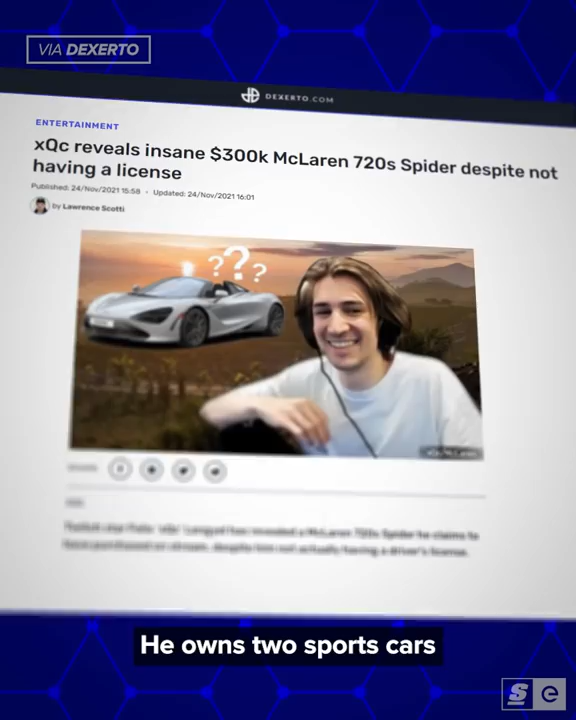 VIA DEXERTO
DEXERTO.COM
ENTERTAINMENT
xQc reveals insane $300k McLaren 720s Spider despite not
having a license
Published: 24/Nov/2021 15:58 • Updated: 24/Nov/2021 16:01
by Lawrence Scotti
???
He owns two sports cars
S e